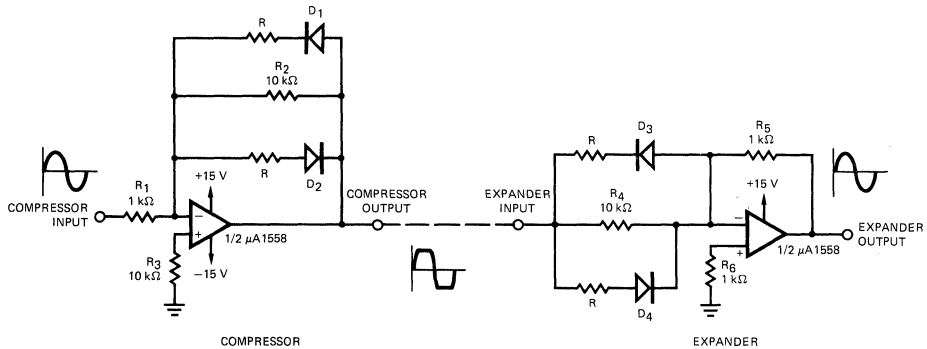 D1
R
R2
10 kΩ
R
D2
+15 V
R1
1 kΩ
COMPRESSOR
INPUT
−
+
1/2 μA1558
R3
10 kΩ
−15 V
COMPRESSOR
OUTPUT
EXPANDER
INPUT
D3
R
R5
1 kΩ
R4
10 kΩ
+15 V
−
+
1/2 μA1558
EXPANDER
OUTPUT
R6
1 kΩ
R
D4
COMPRESSOR
EXPANDER